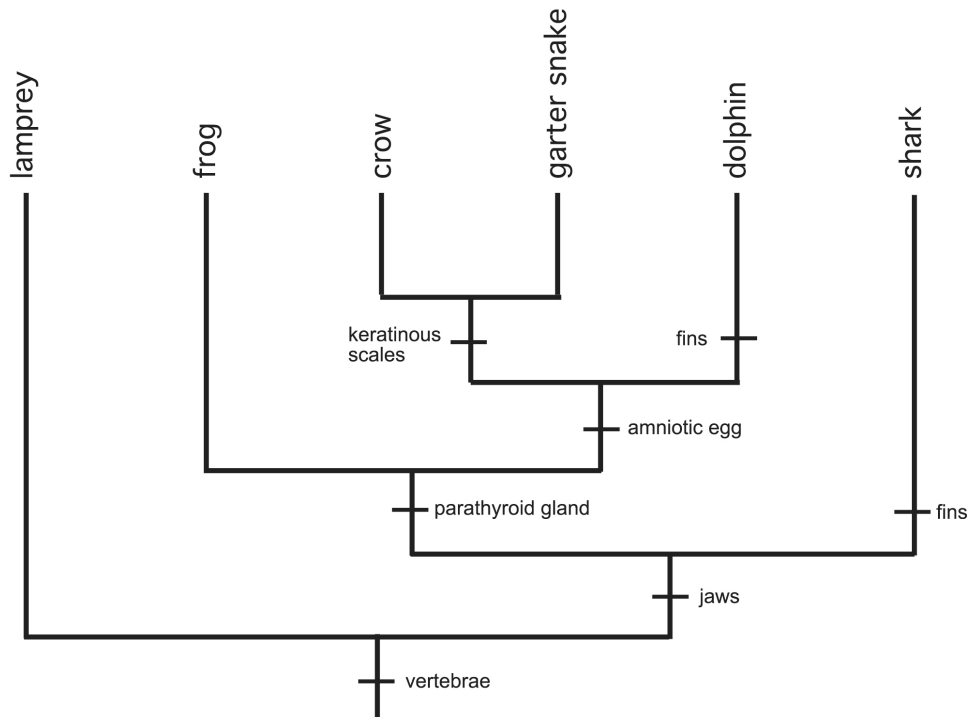 lamprey
frog
crow
garter snake
dolphin
shark
keratinous
scales
fins
amniotic egg
parathyroid gland
fins
jaws
vertebrae